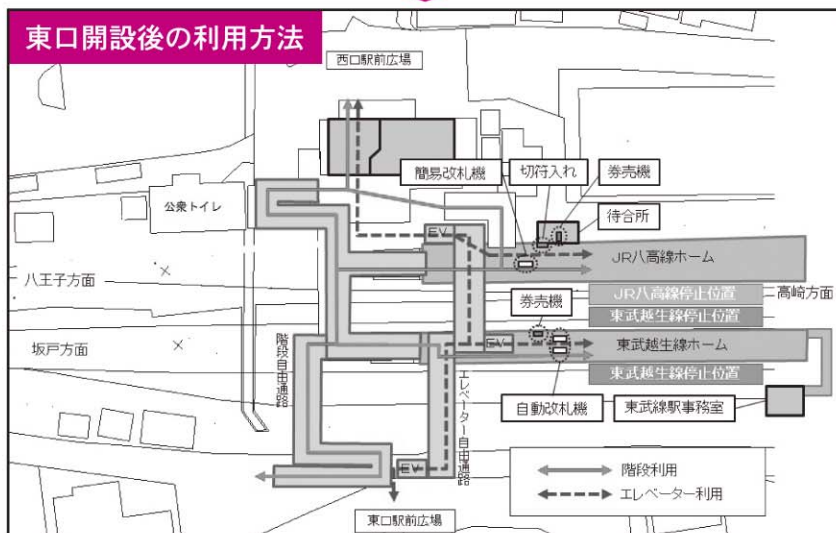 東口開設後の利用方法
西口駅前広場
簡易改札機
切符入れ
券売機
公衆トイレ
待合所
EV
JR八高線ホーム
八王子方面
JR八高線停止位置
高崎方面
券売機
東武越生線停止位置
坂戸方面
階段自由通路
EV
東武越生線ホーム
エレベーター自由通路
東武越生線停止位置
自動改札機
東武線駅事務室
EV
階段利用
エレベーター利用
東口駅前広場